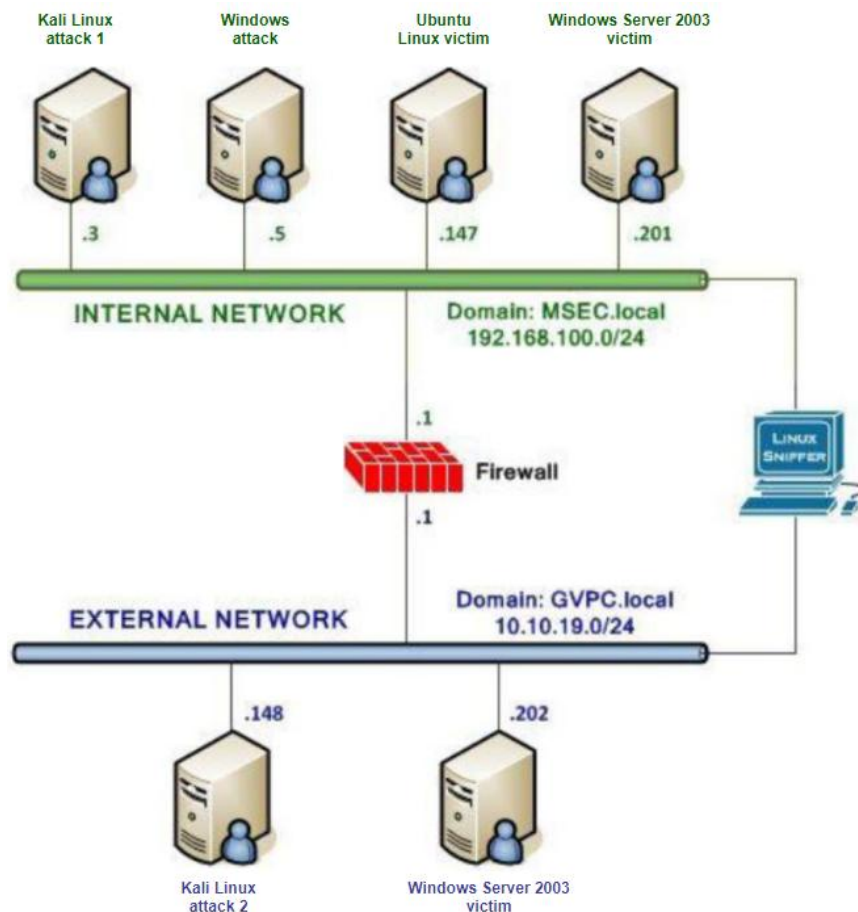 Kali Linux
attack 1
Windows
attack
Ubuntu
Linux victim
Windows Server 2003
victim
.3
.5
.147
.201
INTERNAL NETWORK
Domain: MSEC.local
192.168.100.0/24
.1
Firewall
.1
LINUX
SNIFFER
EXTERNAL NETWORK
Domain: GVPC.local
10.10.19.0/24
.148
.202
Kali Linux
attack 2
Windows Server 2003
victim